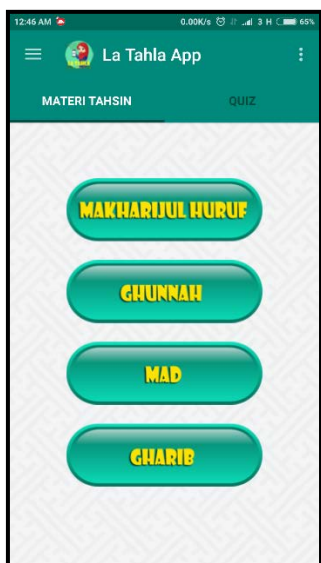 12:46 AM 0.00K/s 3 H 65%
La Tahla App
MATERI TAHSIN QUIZ
MAKHARIJUL HURUF
GHUNNAH
MAD
GHARIB